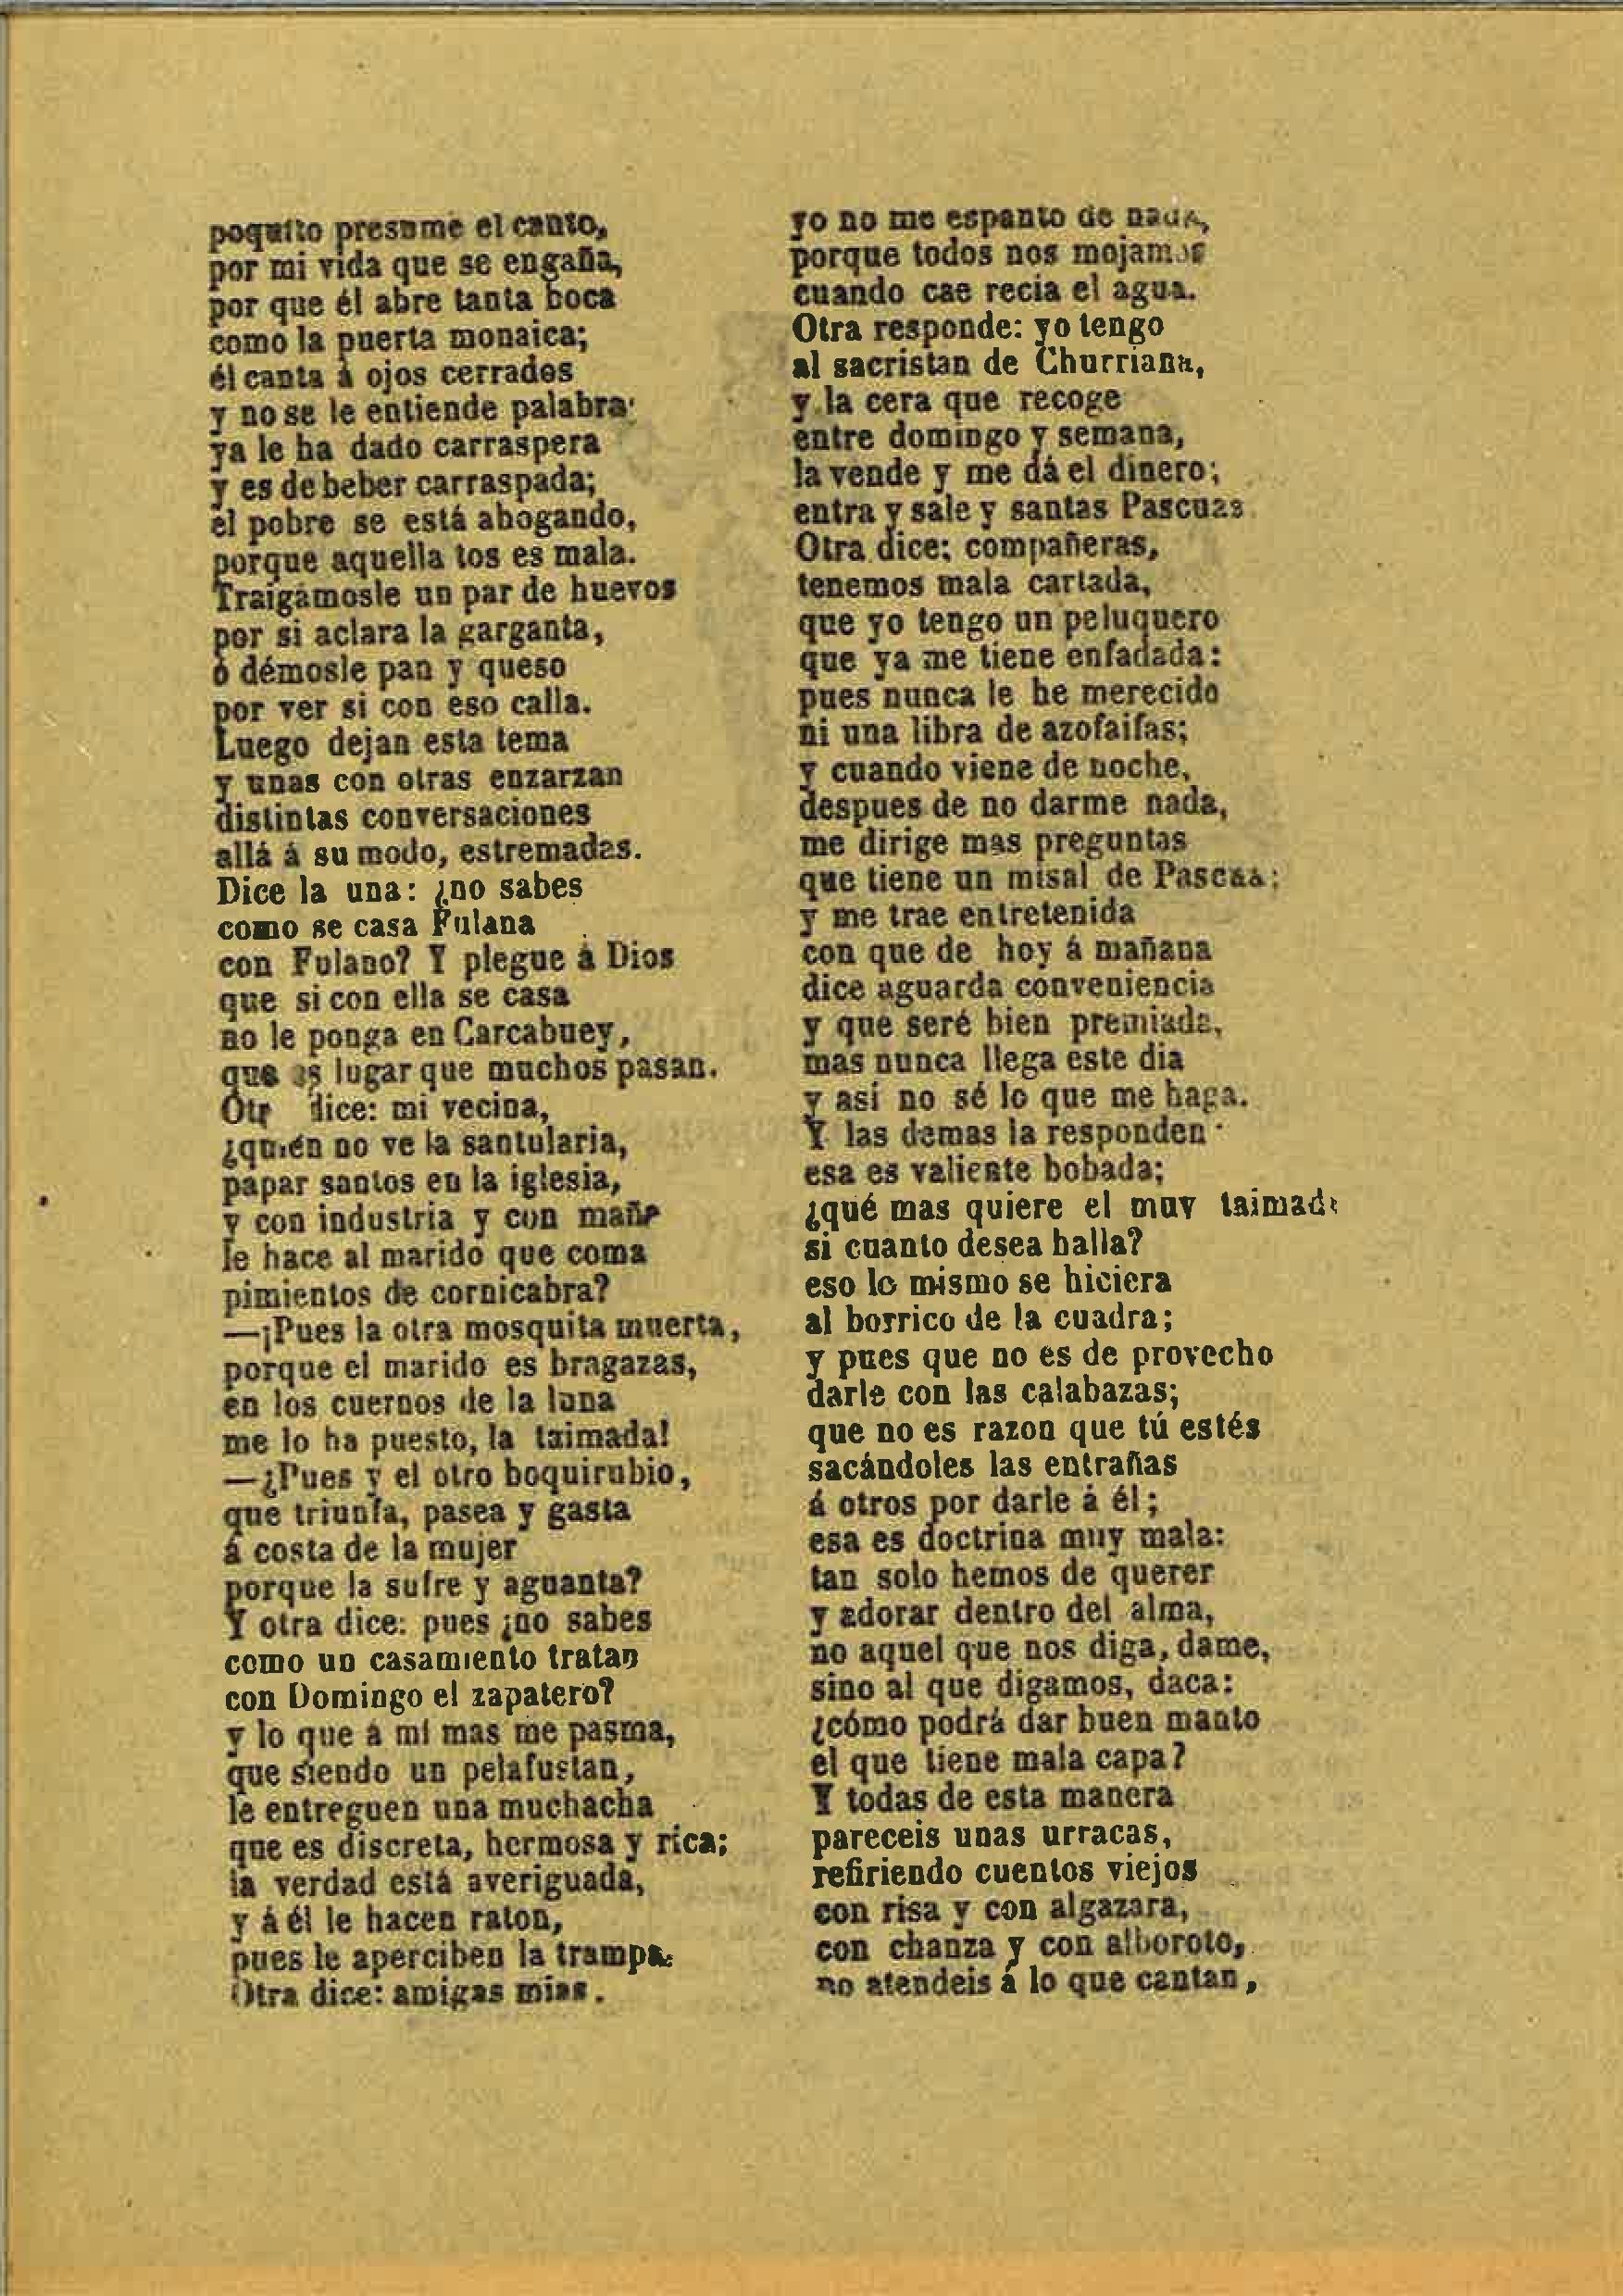 poquito presume el canto,
por mi vida que se engaña,
por que él abre tanta boca
como la puerta monaica;
él canta á ojos cerrados
y no se le entiende palabra:
ya le ha dado carraspera
y es de beber carraspada;
el pobre se está abogando,
porque aquella tos es mala.
Traigámosle un par de huevos
por si aclara la garganta,
ó démosle pan y queso
por ver si con eso calla.
Luego dejan esta tema
y unas con otras enzarzan
distintas conversaciones
allá á su modo, estremadas.
Dice la una: ¿no sabes
como se casa Fulana
con Fulano? Y plegue á Dios
que si con ella se casa
no le ponga en Carcabuey,
que es lugar que muchos pasan.
Otr dice: mi vecina,
¿quién no ve la santularia,
papar santos en la iglesia,
y con industria y con maña
le hace al marido que coma
pimientos de cornicabra?
—¡Pues la otra mosquita muerta,
porque el marido es bragazas,
en los cuernos de la luna
me lo ha puesto, la taimada!
—¿Pues y el otro boquirubio,
que triunfa, pasea y gasta
á costa de la mujer
porque la sufre y aguanta?
Y otra dice: pues ¿no sabes
como un casamiento tratan
con Domingo el zapatero?
y lo que á mí mas me pasma,
que siendo un pelafustan,
le entreguen una muchacha
que es discreta, hermosa y rica;
la verdad está averiguada,
y á él le hacen raton,
pues le aperciben la trampa.
Otra dice: amigas mias.
yo no me espanto de nada,
porque todos nos mojamos
cuando cae recia el agua.
Otra responde: yo tengo
al sacristan de Churriana,
y la cera que recoge
entre domingo y semana,
la vende y me dá el dinero;
entra y sale y santas Pascuas.
Otra dice: compañeras,
tenemos mala cartada,
que yo tengo un peluquero
que ya me tiene enfadada:
pues nunca le he merecido
ni una libra de azofaifas;
y cuando viene de noche,
despues de no darme nada,
me dirige mas preguntas
que tiene un misal de Pascua;
y me trae entretenida
con que de hoy á mañana
dice aguarda conveniencia
y que seré bien premiada,
mas nunca llega este dia
y así no sé lo que me haga.
Y las demas la responden·
esa es valiente bobada;
¿qué mas quiere el muy taimado
si cuanto desea halla?
eso lo mismo se hiciera
al borrico de la cuadra;
y pues que no es de provecho
darle con las calabazas;
que no es razon que tú estés
sacándoles las entrañas
á otros por darle á él;
esa es doctrina muy mala:
tan solo hemos de querer
y adorar dentro del alma,
no aquel que nos diga, dame,
sino al que digamos, daca:
¿cómo podrá dar buen manto
el que tiene mala capa?
Y todas de esta manera
pareceis unas urracas,
refiriendo cuentos viejos
con risa y con algazara,
con chanza y con alboroto,
no atendeis á lo que cantan,